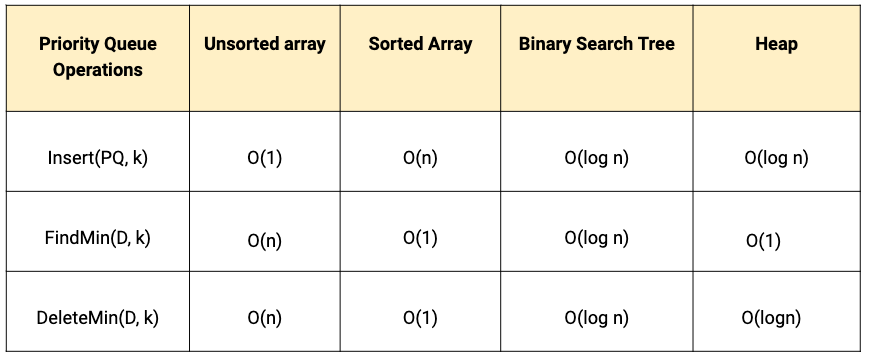 Priority Queue Operations Unsorted array Sorted Array Binary Search Tree Heap
Insert(PQ, k) O(1) O(n) O(log n) O(log n)
FindMin(D, k) O(n) O(1) O(log n) O(1)
DeleteMin(D, k) O(n) O(1) O(log n) O(logn)